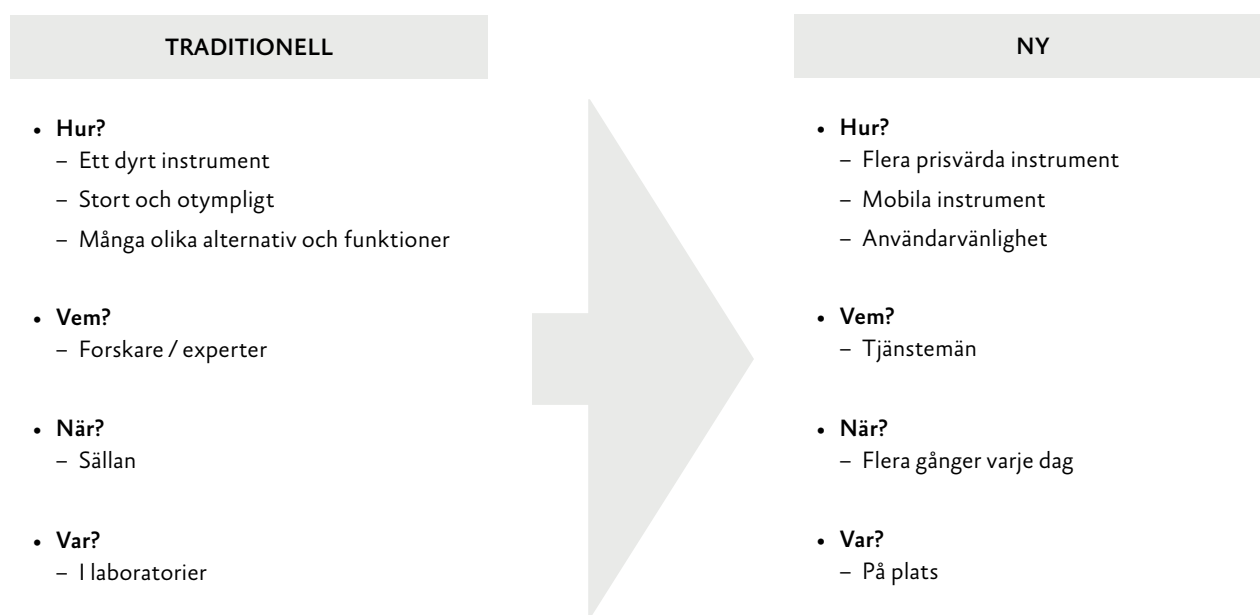 TRADITIONELL
• Hur?
– Ett dyrt instrument
– Stort och otympligt
– Många olika alternativ och funktioner
• Vem?
– Forskare / experter
• När?
– Sällan
• Var?
– I laboratorier
NY
• Hur?
– Flera prisvärda instrument
– Mobila instrument
– Användarvänlighet
• Vem?
– Tjänstemän
• När?
– Flera gånger varje dag
• Var?
– På plats